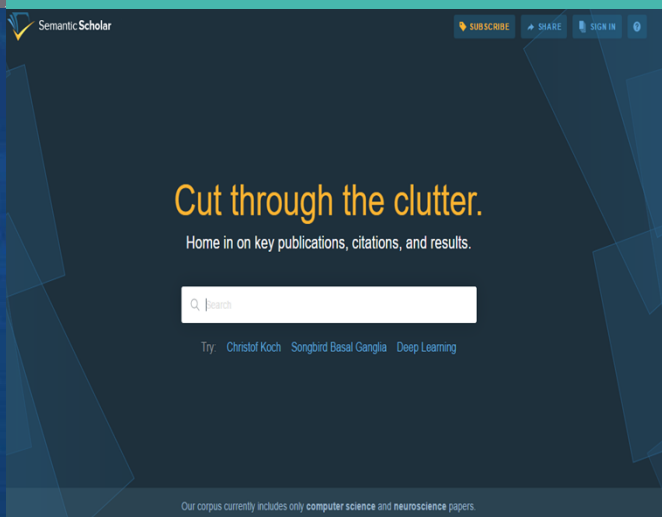 Semantic Scholar
SUBSCRIBE SHARE SIGN IN ?
Cut through the clutter.
Home in on key publications, citations, and results.
Search
Try: Christof Koch Songbird Basal Ganglia Deep Learning
Our corpus currently includes only computer science and neuroscience papers.